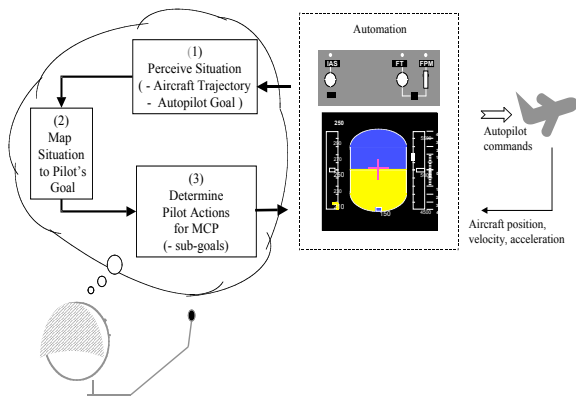 (1)
Perceive Situation
( - Aircraft Trajectory
- Autopilot Goal )
(2)
Map
Situation
to Pilot's
Goal
(3)
Determine
Pilot Actions
for MCP
(- sub-goals)
Automation
IAS
FT
FPM
250
150
Autopilot
commands
Aircraft position,
velocity, acceleration